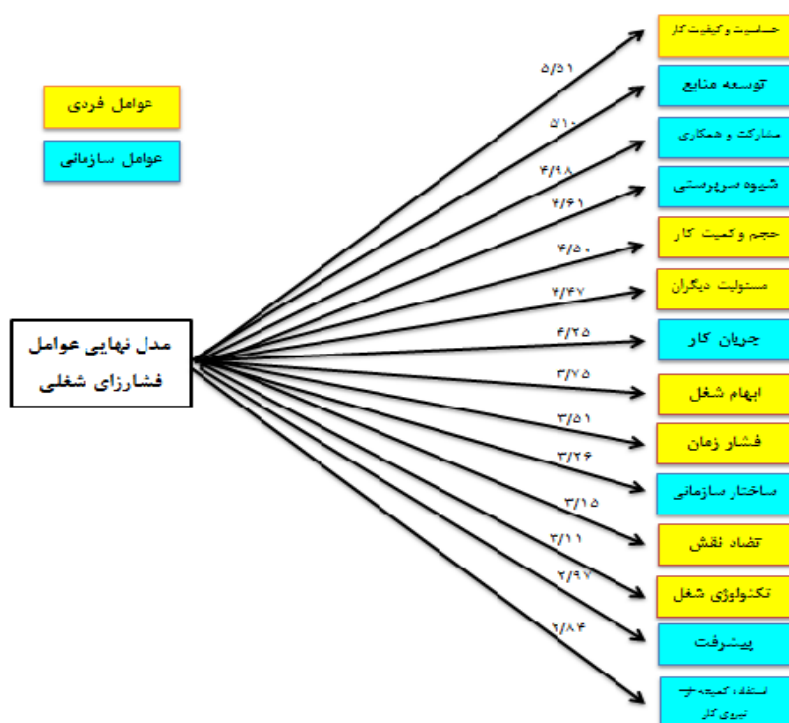 حساسیت و کیفیت کار
۵/۵۱
توسعه منابع
عوامل فردی
۵/۱۰
مشارکت و همکاری
عوامل سازمانی
۴/۹۸
شیوه سرپرستی
۴/۶۱
حجم و کمیت کار
۴/۵۰
مسئولیت دیگران
۴/۴۷
جریان کار
۴/۲۵
مدل نهایی عوامل
فشارزای شغلی
ابهام شغل
۳/۷۵
فشار زمان
۳/۵۱
ساختار سازمانی
۳/۲۶
تضاد نقش
۳/۱۵
تکنولوژی شغل
۳/۱۱
پیشرفت
۲/۹۷
استفاده کمینه
نیروی کار
۲/۸۴